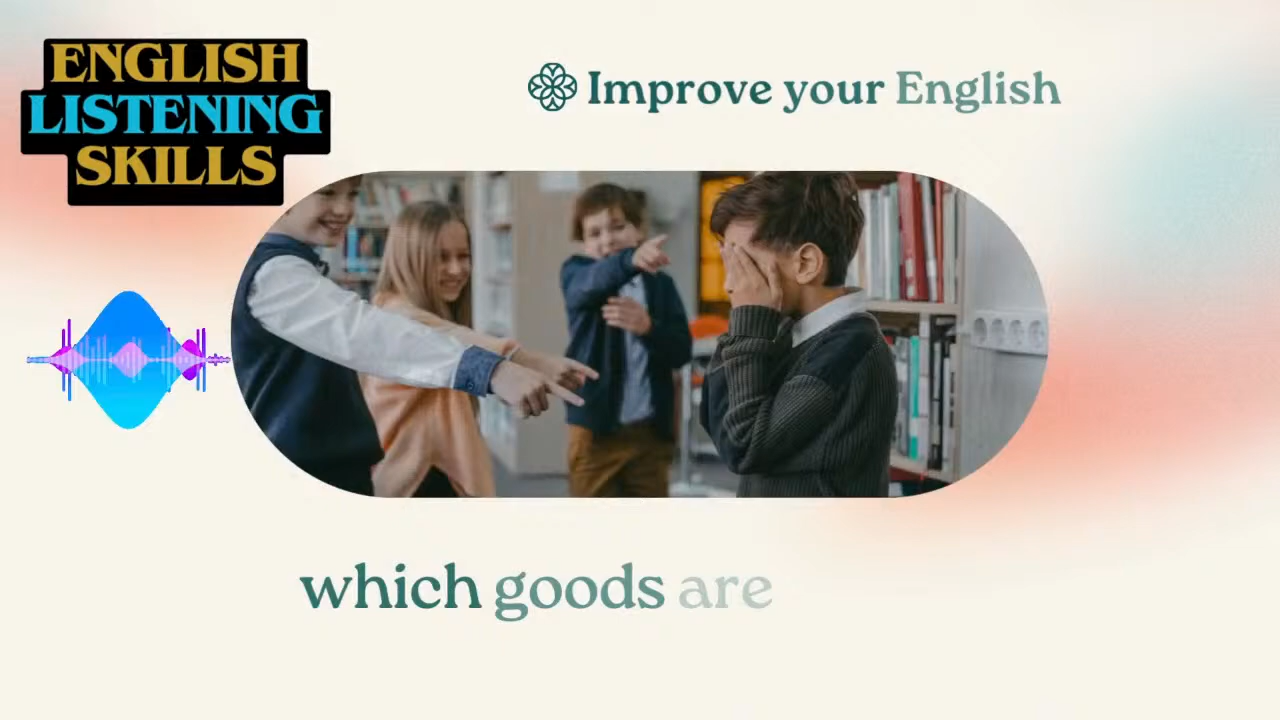 ENGLISH
LISTENING
SKILLS
Improve your English
which goods are